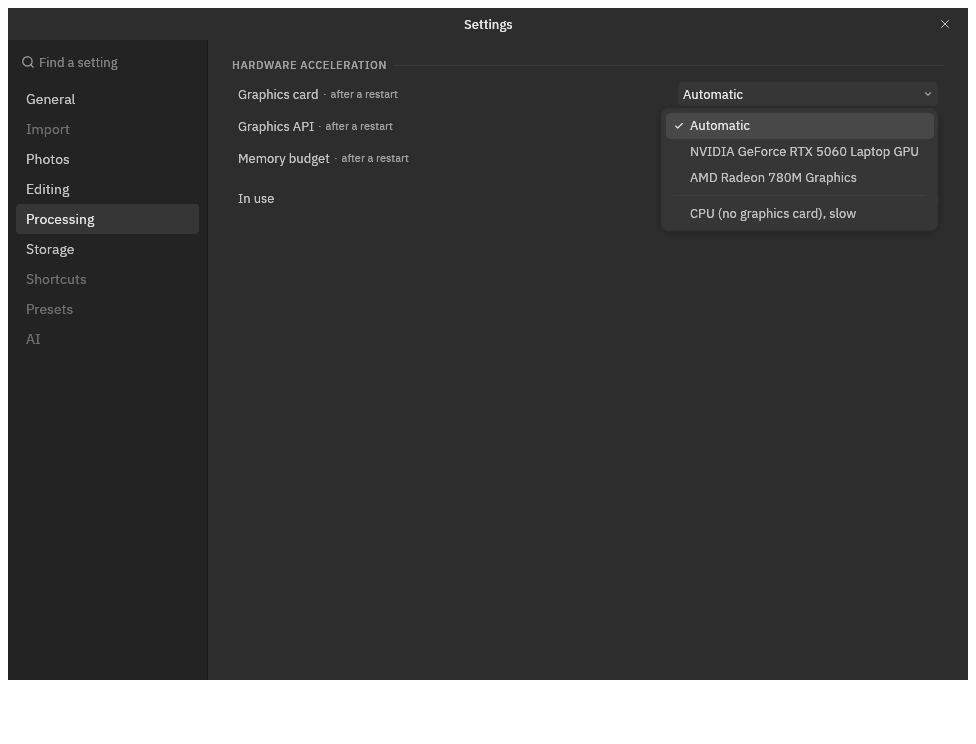 Settings
Find a setting
General
Import
Photos
Editing
Processing
Storage
Shortcuts
Presets
AI
HARDWARE ACCELERATION
Graphics card · after a restart
Automatic
Graphics API · after a restart
Memory budget · after a restart
In use
Automatic
NVIDIA GeForce RTX 5060 Laptop GPU
AMD Radeon 780M Graphics
CPU (no graphics card), slow